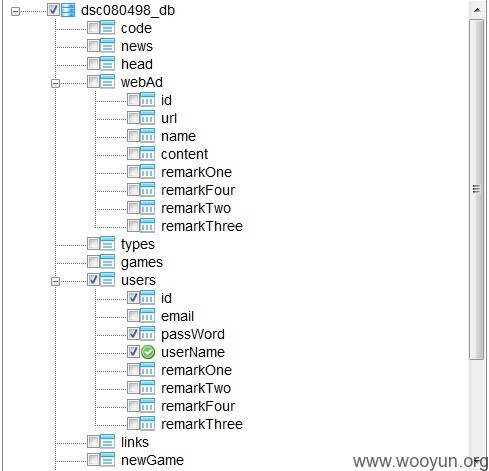 dsc080498_db
code
news
head
webAd
id
url
name
content
remarkOne
remarkFour
remarkTwo
remarkThree
types
games
users
id
email
passWord
userName
remarkOne
remarkTwo
remarkFour
remarkThree
links
newGame
www.wooyun.org